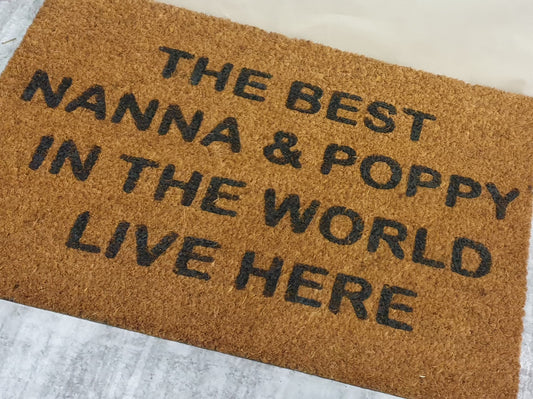 THE BEST
NANNA & POPPY
IN THE WORLD
LIVE HERE